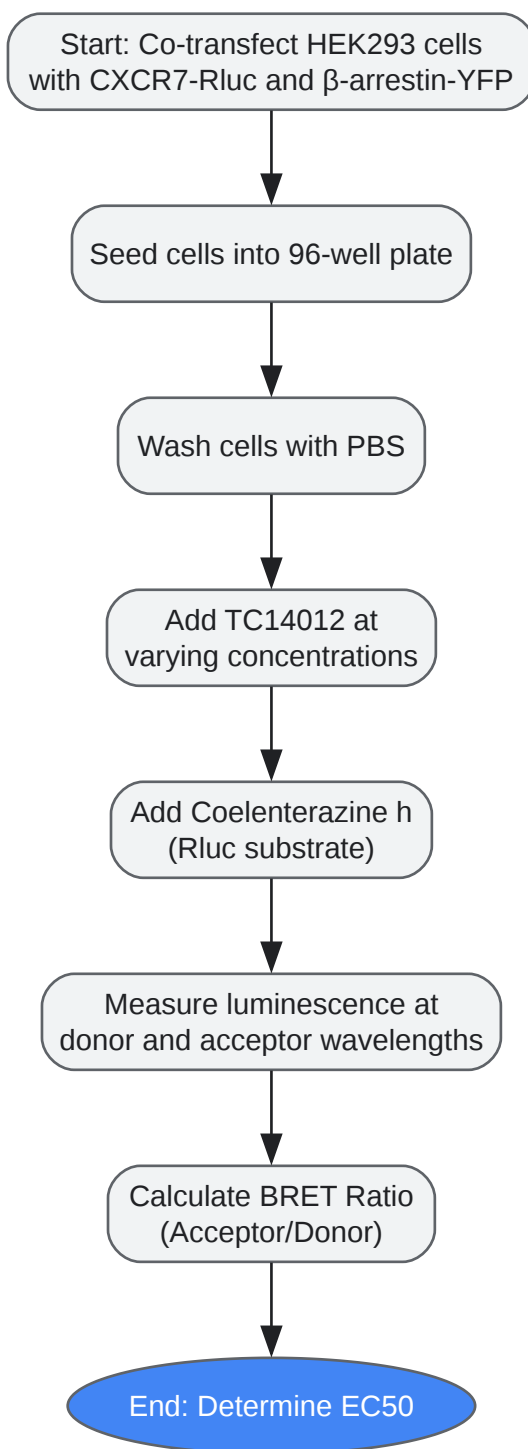 Start: Co-transfect HEK293 cells
with CXCR7-Rluc and β-arrestin-YFP
Seed cells into 96-well plate
Wash cells with PBS
Add TC14012 at
varying concentrations
Add Coelenterazine h
(Rluc substrate)
Measure luminescence at
donor and acceptor wavelengths
Calculate BRET Ratio
(Acceptor/Donor)
End: Determine EC50